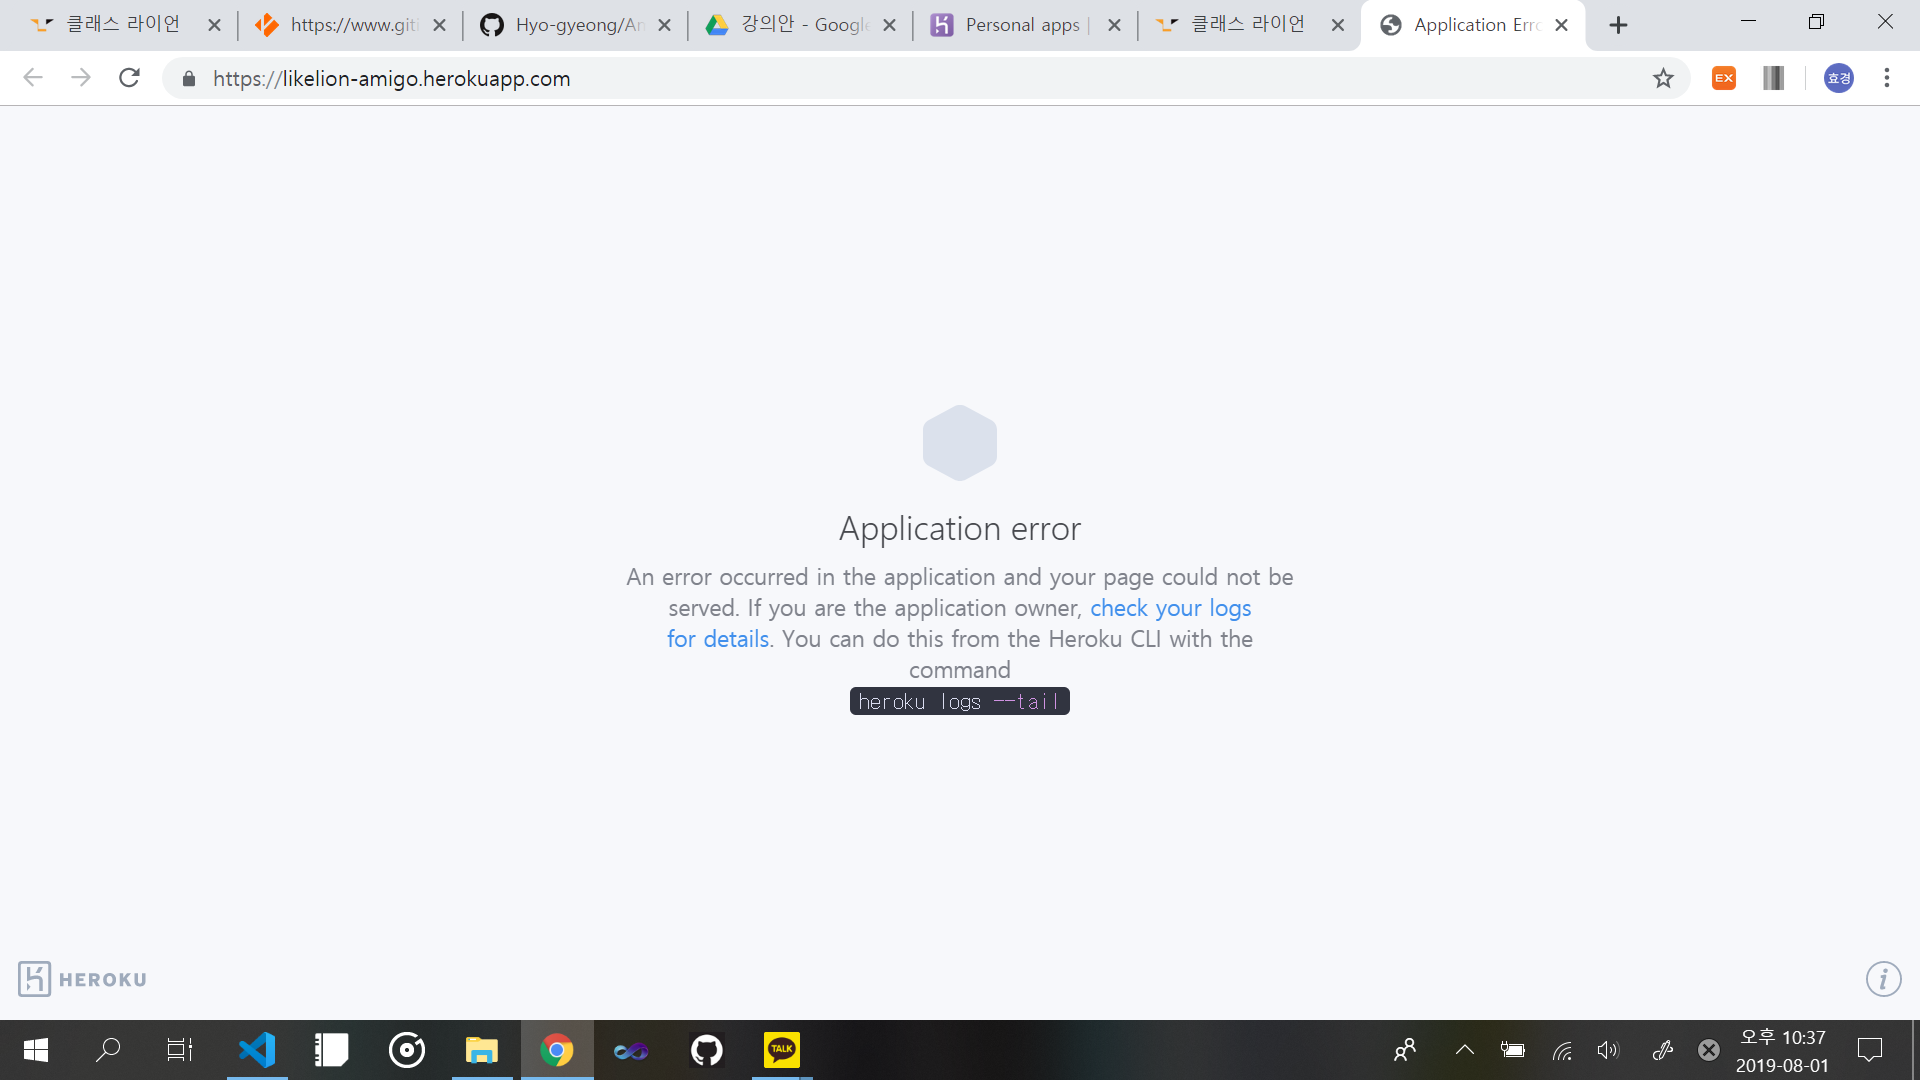 클래스 라이언
https://www.giti
Hyo-gyeong/Am
강의안 - Google
Personal apps |
클래스 라이언
Application Erro
https://likelion-amigo.herokuapp.com
EX
효경
Application error
An error occurred in the application and your page could not be
served. If you are the application owner, check your logs
for details. You can do this from the Heroku CLI with the
command
heroku logs --tail
HEROKU
TALK
오후 10:37
2019-08-01